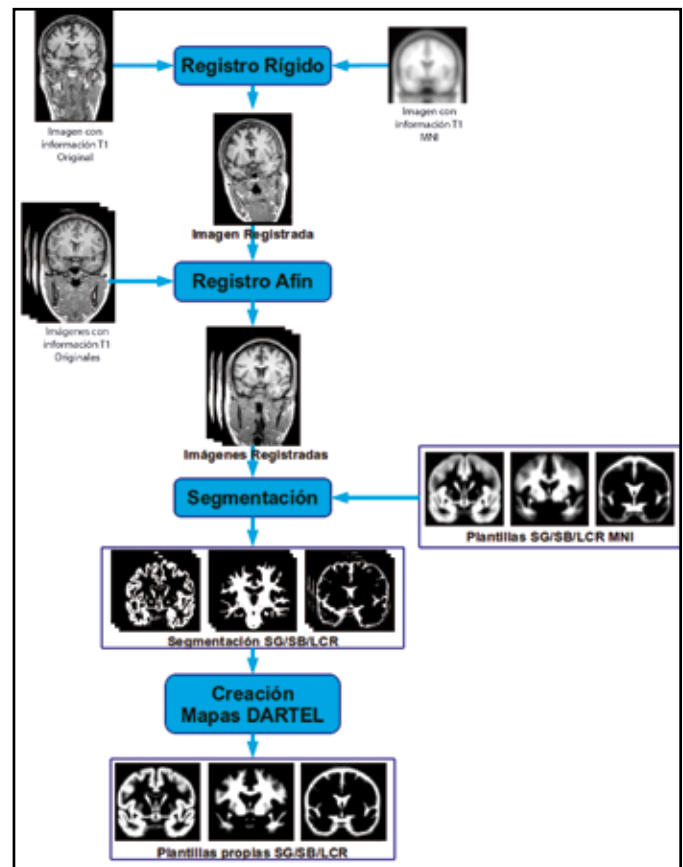 Registro Rígido
Imagen con
información T1
Original
Imagen con
información T1
MNI
Imagen Registrada
Registro Afín
Imágenes con
información T1
Originales
Imágenes Registradas
Segmentación
Plantillas SG/SB/LCR MNI
Segmentación SG/SB/LCR
Creación
Mapas DARTEL
Plantillas propias SG/SB/LCR